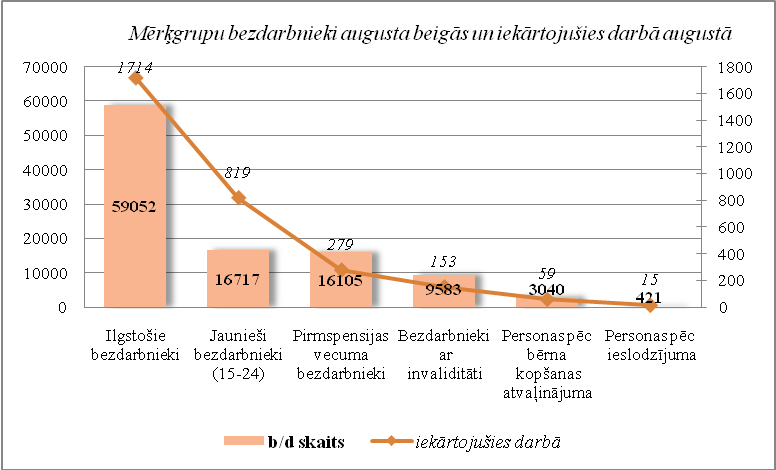 Mērķgrupu bezdarbnieki augusta beigās un iekārtojušies darbā augustā
70000
60000
50000
40000
30000
20000
10000
0
1800
1600
1400
1200
1000
800
600
400
200
0
1714
819
279
153
59
15
59052
16717
16105
9583
3040
421
Ilgstošie
bezdarbnieki
Jaunieši
bezdarbnieki
(15-24)
Pirmspensijas
vecuma
bezdarbnieki
Bezdarbnieki
ar
invaliditāti
Personas pēc
bērna
kopšanas
atvaļinājuma
Personas pēc
ieslodzījuma
b/d skaits
iekārtojušies darbā